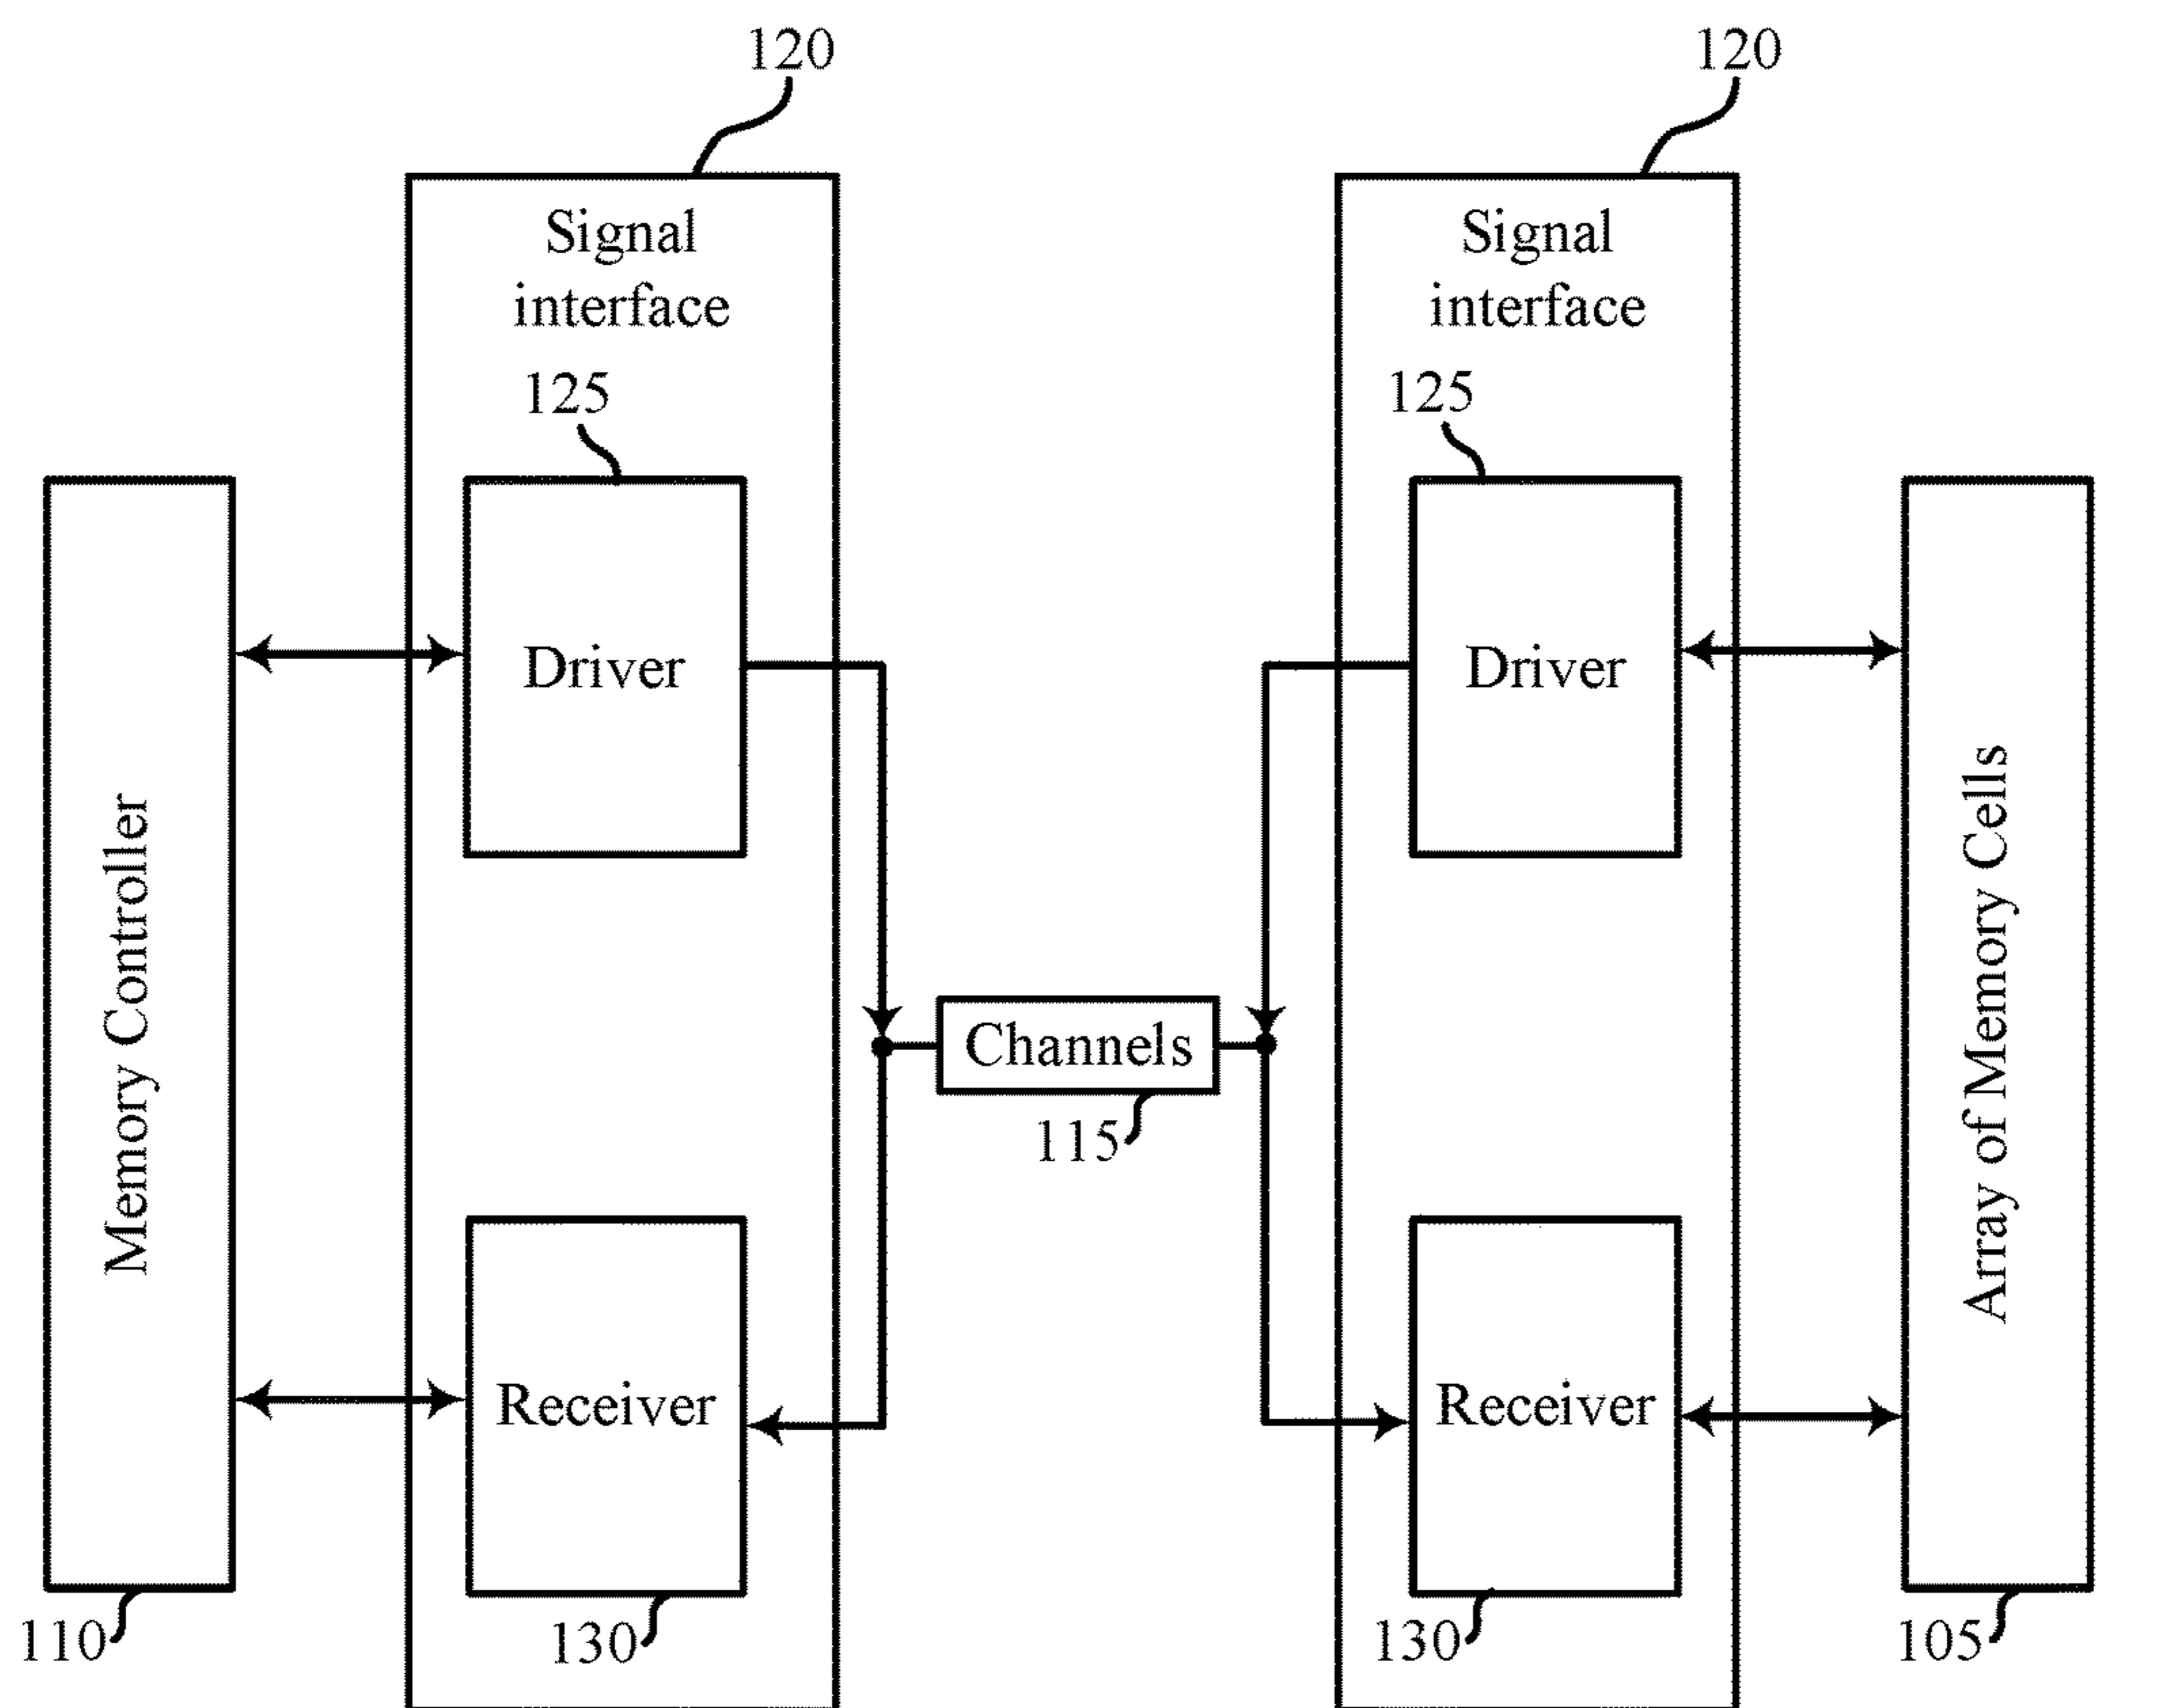 120
120
Signal
interface
Signal
interface
125
125
Driver
Driver
Memory Controller
Array of Memory Cells
Channels
115
Receiver
Receiver
110
130
130
105